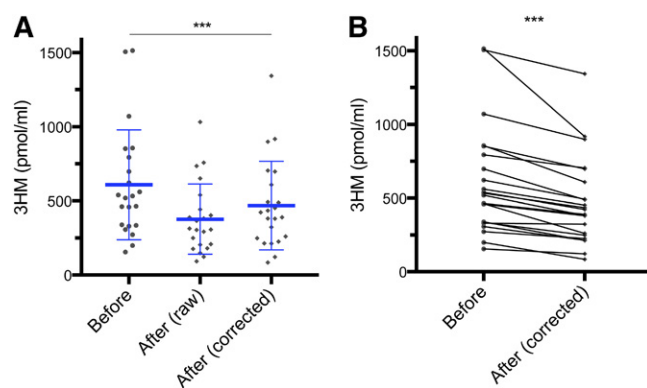 A
***
3HM (pmol/ml)
1500
1000
500
0
Before
After (raw)
After (corrected)
B
***
3HM (pmol/ml)
1500
1000
500
0
Before
After (corrected)